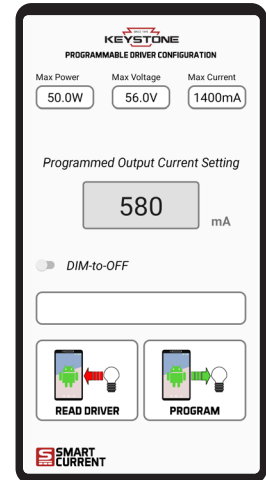 KEYSTONE
PROGRAMMABLE DRIVER CONFIGURATION
Max Power Max Voltage Max Current
50.0W 56.0V 1400mA
Programmed Output Current Setting
580 mA
DIM-to-OFF
READ DRIVER PROGRAM
SMART
CURRENT